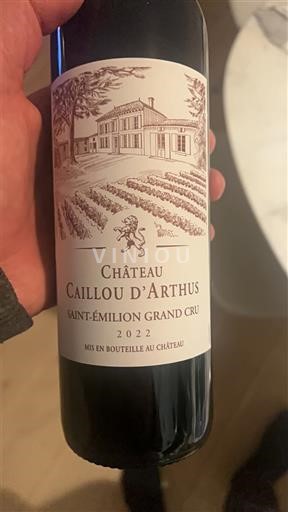 VINIOU
CHÂTEAU
CAILLOU D'ARTHUS
SAINT-ÉMILION GRAND CRU
2022
MIS EN BOUTEILLE AU CHÂTEAU